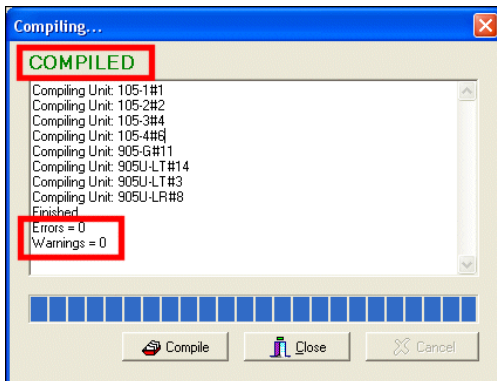 Compiling...
COMPILED
Compiling Unit: 105-1#1
Compiling Unit: 105-2#2
Compiling Unit: 105-3#4
Compiling Unit: 105-4#6
Compiling Unit: 905-G#11
Compiling Unit: 905U-LT#14
Compiling Unit: 905U-LT#3
Compiling Unit: 905U-LR#8
Finished
Errors = 0
Warnings = 0
Compile Close Cancel